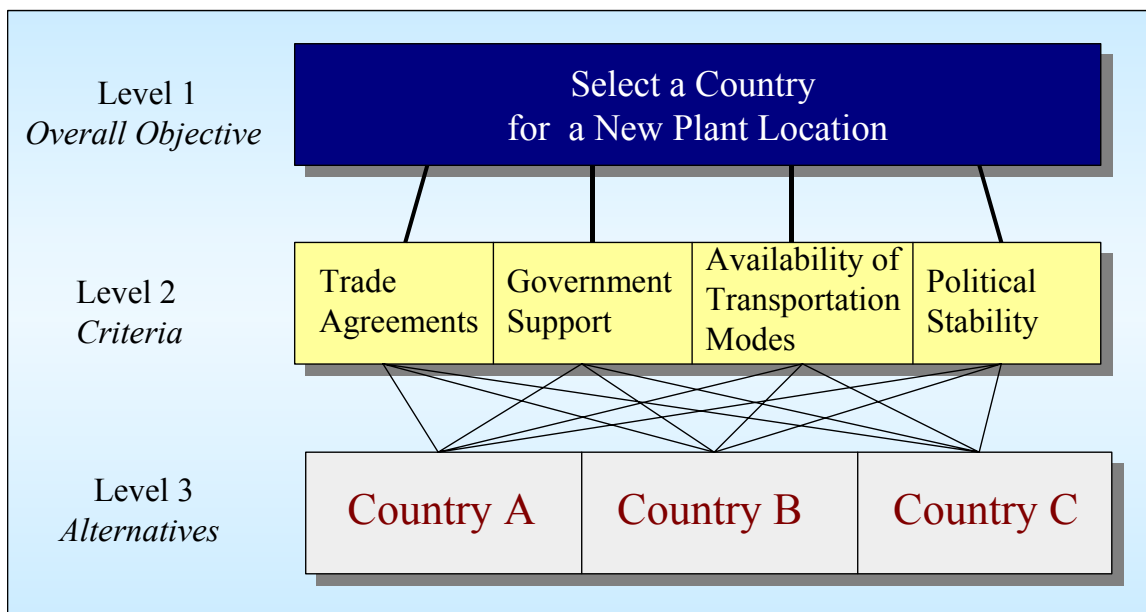 Level 1
Overall Objective
Select a Country
for a New Plant Location
Level 2
Criteria
Trade
Agreements
Government
Support
Availability of
Transportation
Modes
Political
Stability
Level 3
Alternatives
Country A
Country B
Country C